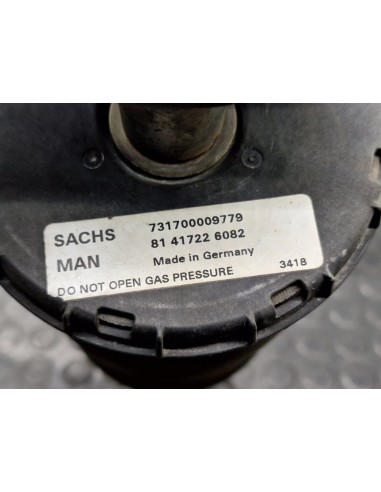 SACHS 731700009779
MAN 81 41722 6082
Made in Germany
DO NOT OPEN GAS PRESSURE 3418